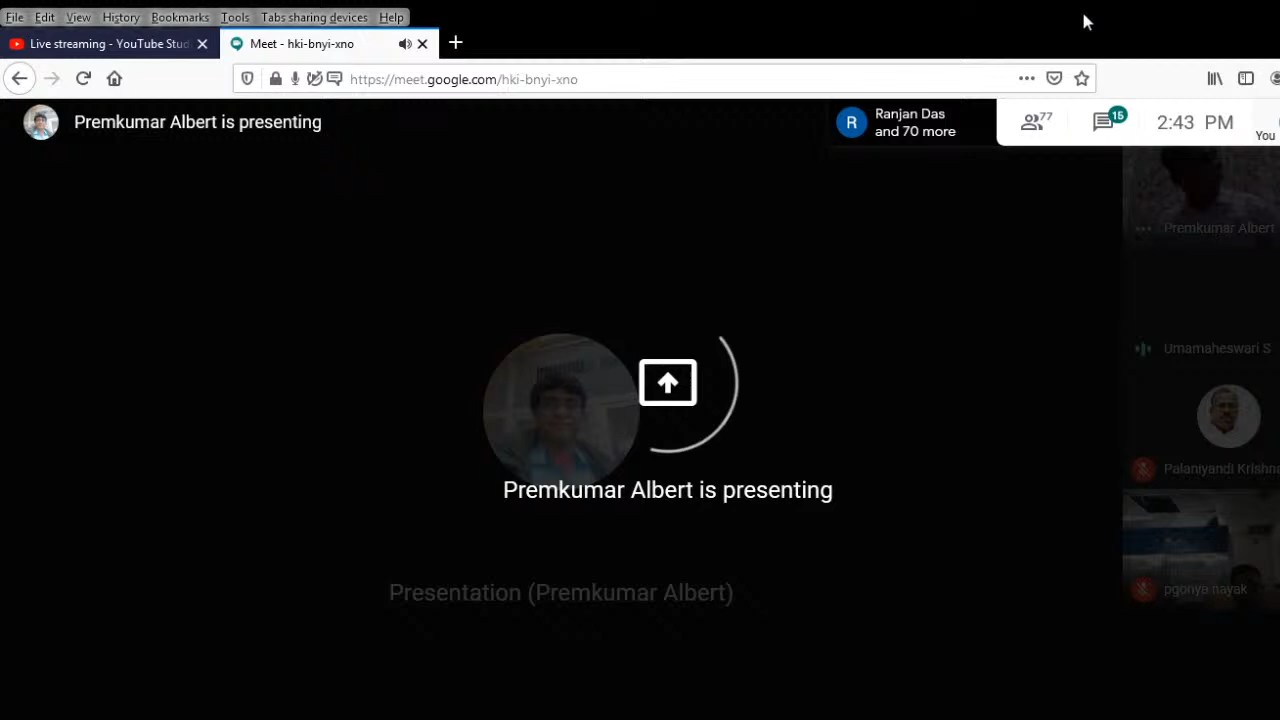 File Edit View History Bookmarks Tools Tabs sharing devices Help
Live streaming - YouTube Stud
Meet - hki-bnyi-xno
https://meet.google.com/hki-bnyi-xno
Premkumar Albert is presenting
R
Ranjan Das
and 70 more
77
15
2:43 PM
You
Premkumar Albert
Umamaheswari S
Palaniyandi Krishna
pgonya nayak
Premkumar Albert is presenting
Presentation (Premkumar Albert)